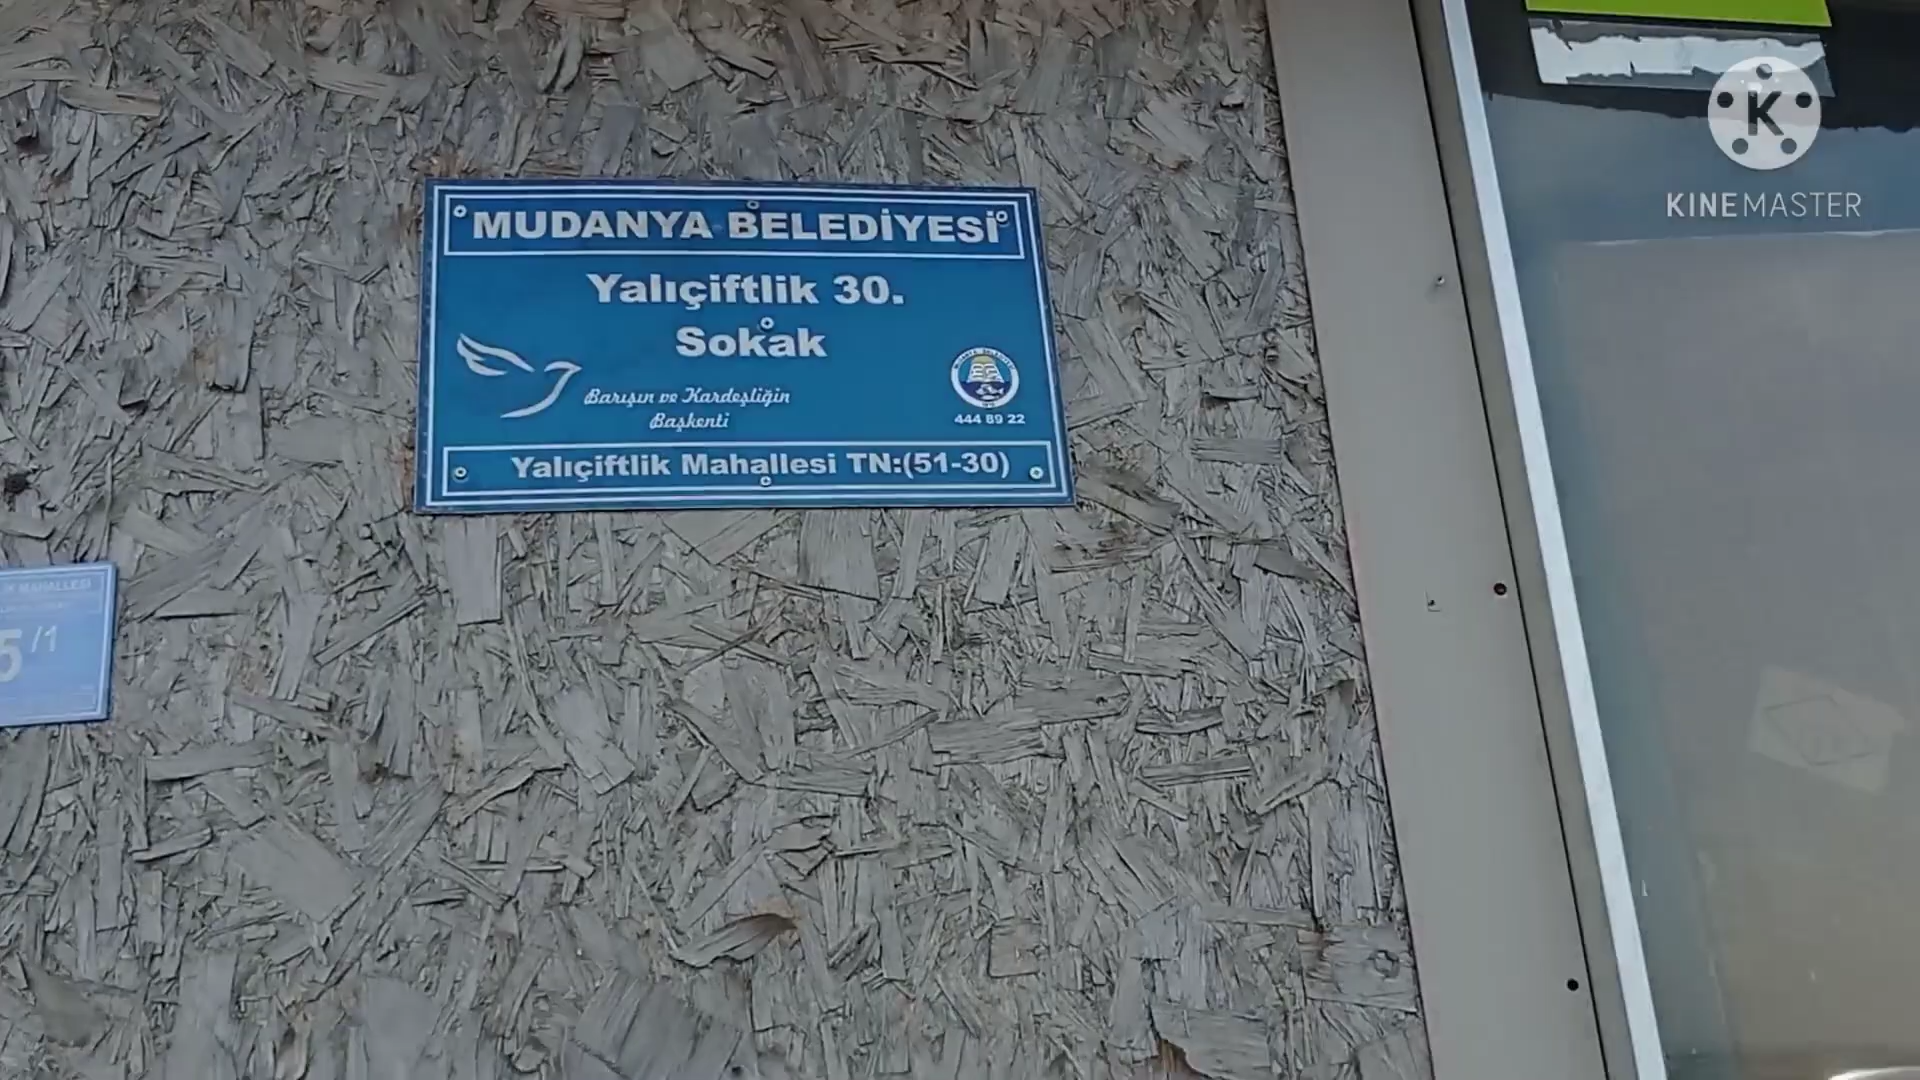 MUDANYA BELEDİYESİ
Yalıçiftlik 30.
Sokak
Barışın ve Kardeşliğin
Başkenti
444 89 22
Yalıçiftlik Mahallesi TN:(51-30)
MAHALLESİ
5/1
K
KINEMASTER